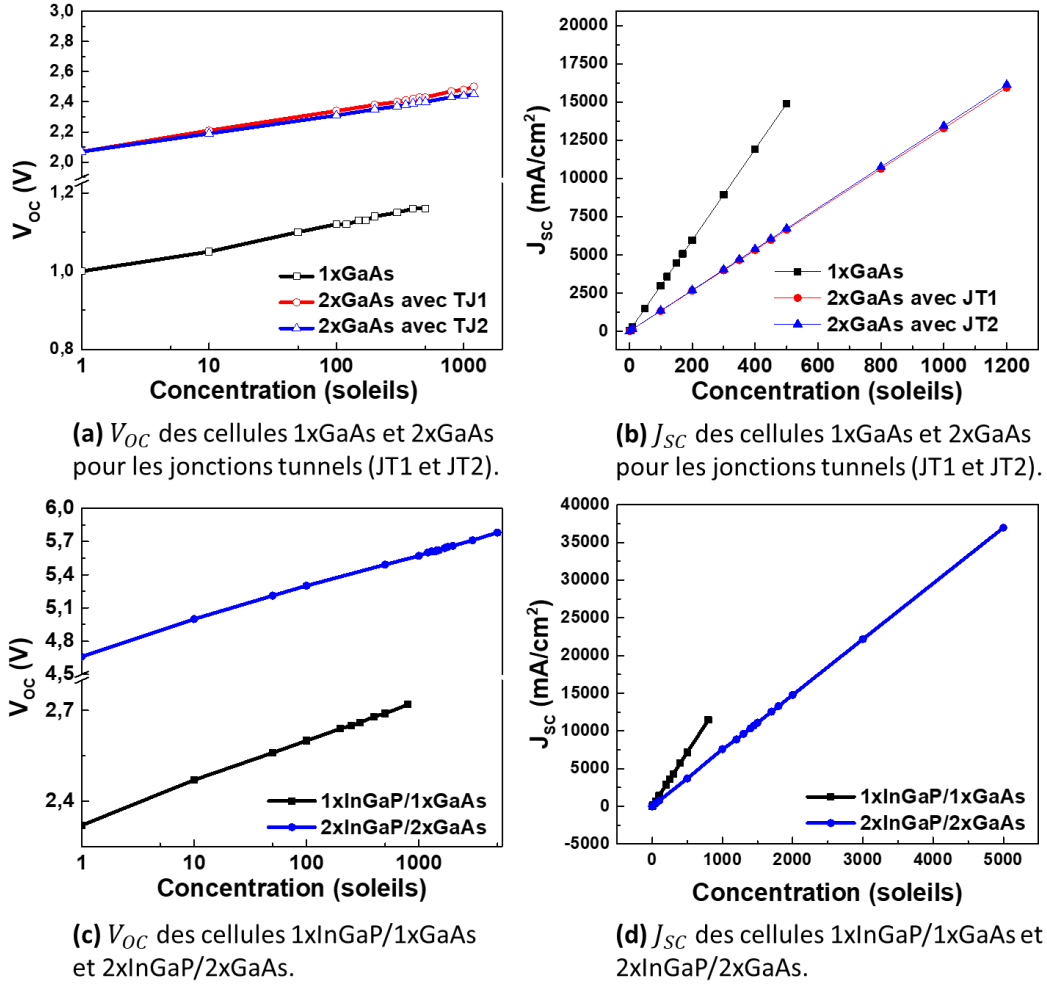 3,0
2,8
2,6
2,4
2,2
2,0
1,2
1,0
0,8
V_OC (V)
1
10
100
1000
Concentration (soleils)
1xGaAs
2xGaAs avec TJ1
2xGaAs avec TJ2
(a) V_OC des cellules 1xGaAs et 2xGaAs
pour les jonctions tunnels (JT1 et JT2).
20000
17500
15000
12500
10000
7500
5000
2500
0
J_SC (mA/cm²)
0
200
400
600
800
1000
1200
Concentration (soleils)
1xGaAs
2xGaAs avec JT1
2xGaAs avec JT2
(b) J_SC des cellules 1xGaAs et 2xGaAs
pour les jonctions tunnels (JT1 et JT2).
6,0
5,7
5,4
5,1
4,8
4,5
2,7
2,4
V_OC (V)
1
10
100
1000
Concentration (soleils)
1xInGaP/1xGaAs
2xInGaP/2xGaAs
(c) V_OC des cellules 1xInGaP/1xGaAs
et 2xInGaP/2xGaAs.
40000
35000
30000
25000
20000
15000
10000
5000
0
-5000
J_SC (mA/cm²)
0
1000
2000
3000
4000
5000
Concentration (soleils)
1xInGaP/1xGaAs
2xInGaP/2xGaAs
(d) J_SC des cellules 1xInGaP/1xGaAs et
2xInGaP/2xGaAs.